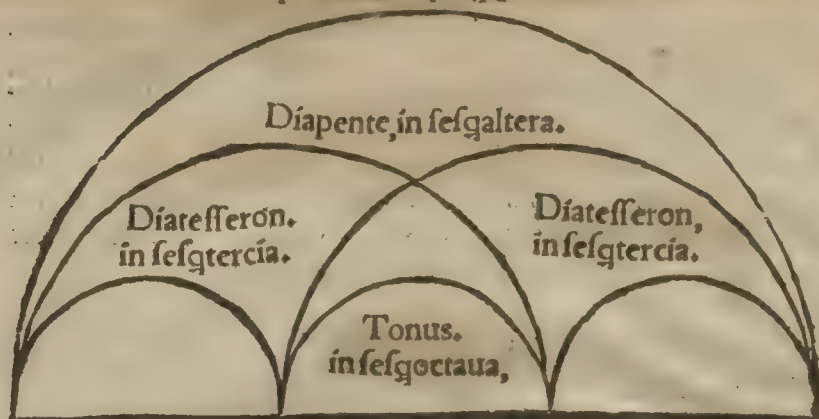 Diapente, in ſeſqaltera.
Diateſſeron.
in ſeſqtercia.
Diateſſeron,
in ſeſqtercia.
Tonus.
in ſeſqoctaua,